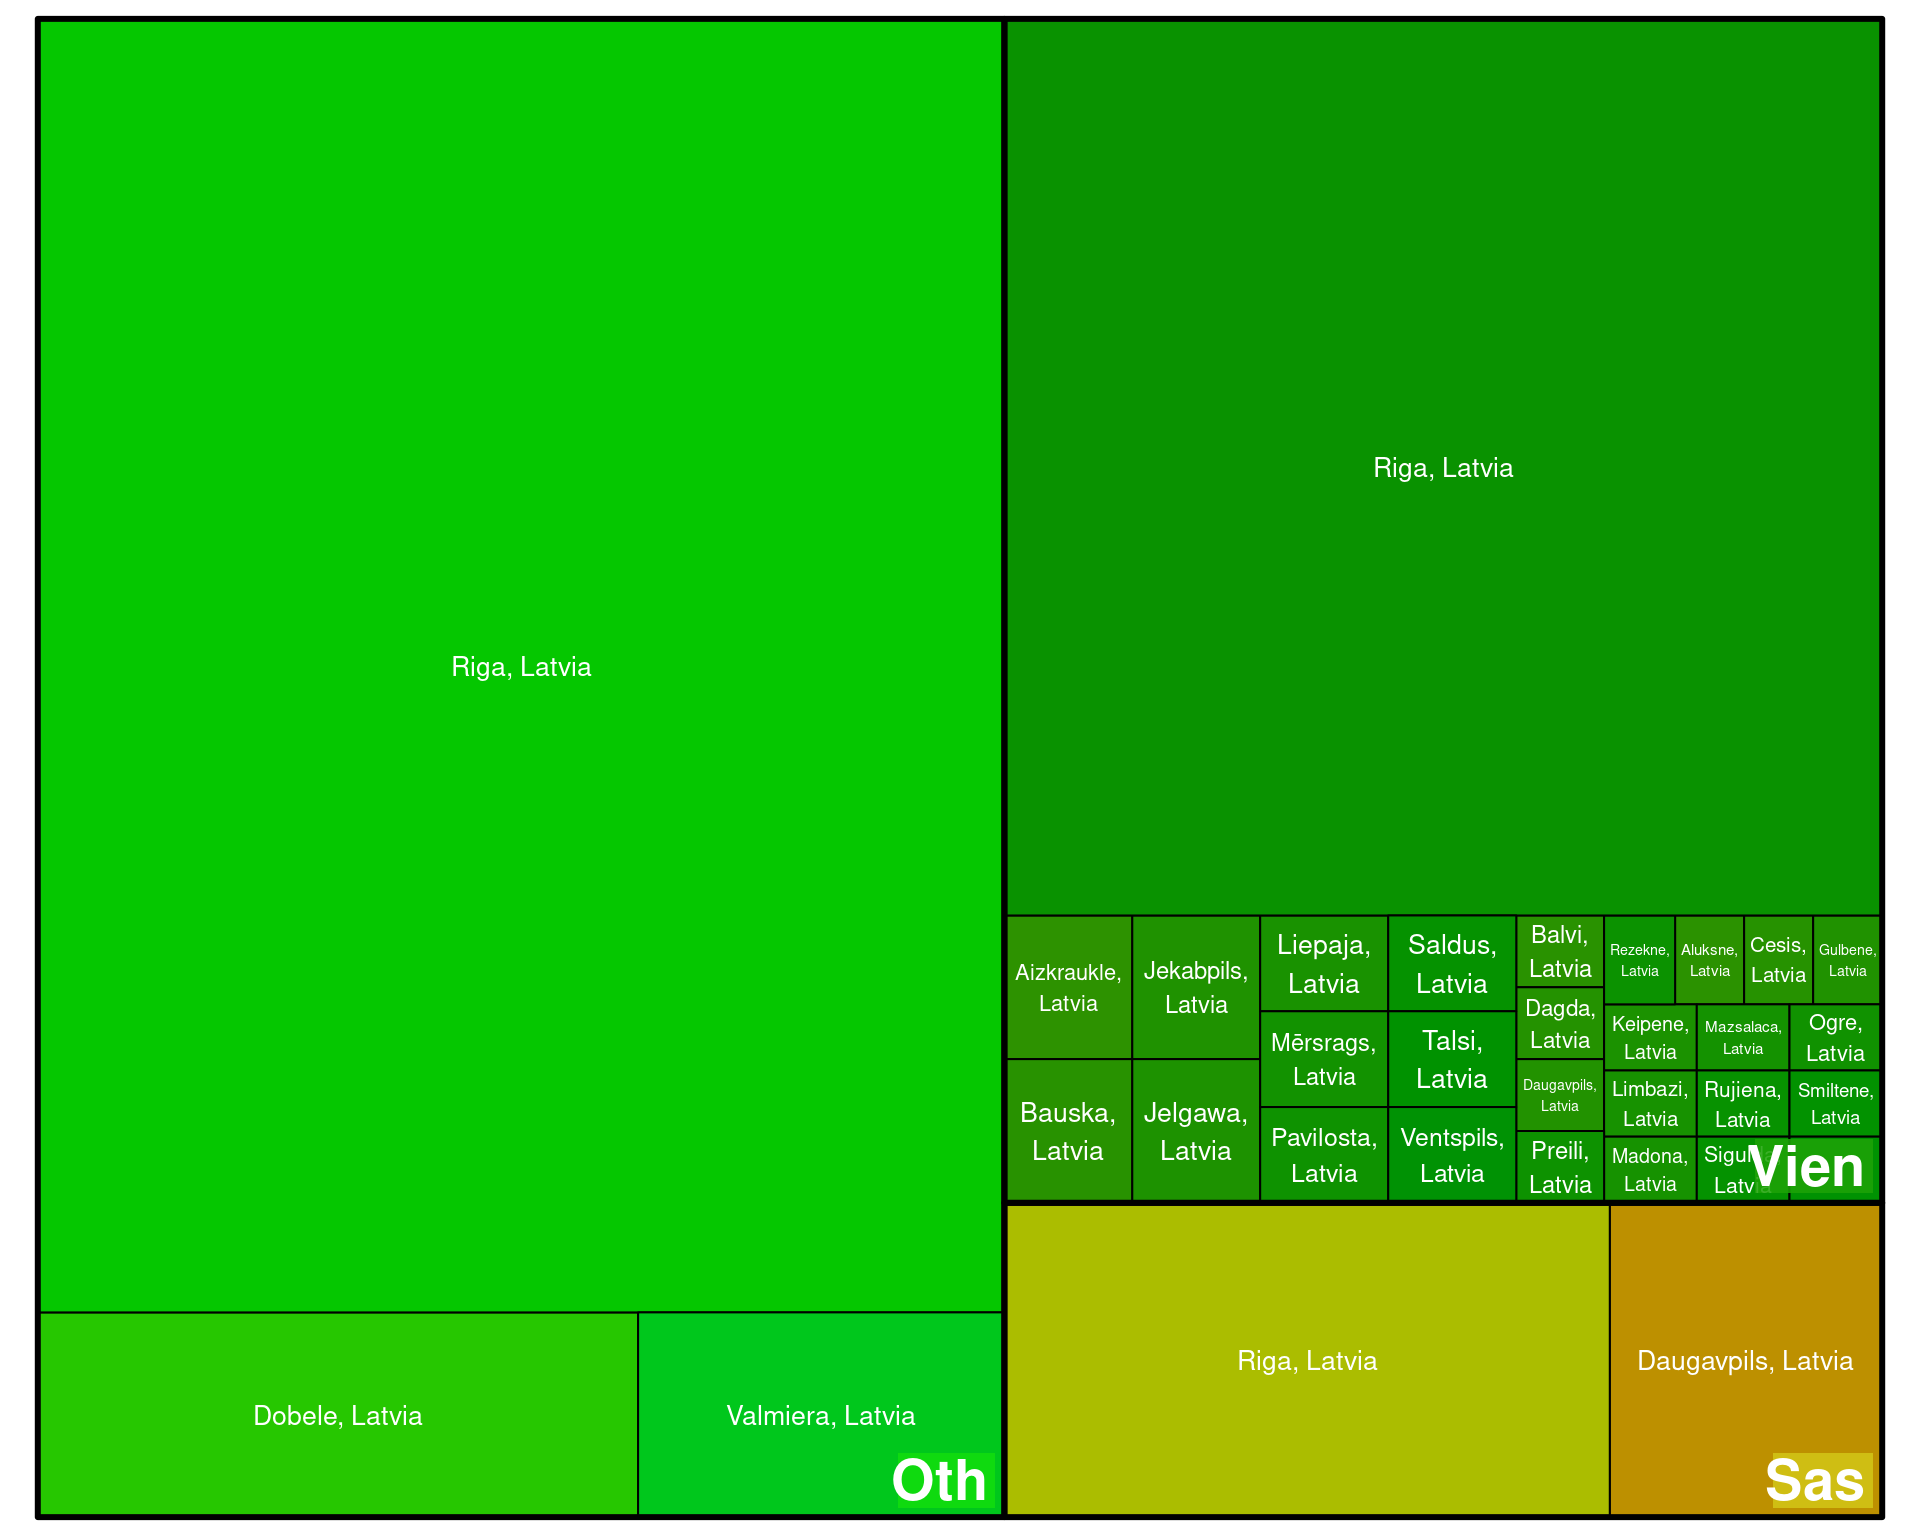 Riga, Latvia
Dobele, Latvia
Valmiera, Latvia
Oth
Riga, Latvia
Aizkraukle,
Latvia
Bauska,
Latvia
Jekabpils,
Latvia
Jelgawa,
Latvia
Liepaja,
Latvia
Mērsrags,
Latvia
Pavilosta,
Latvia
Saldus,
Latvia
Talsi,
Latvia
Ventspils,
Latvia
Balvi,
Latvia
Dagda,
Latvia
Daugavpils,
Latvia
Preili,
Latvia
Rezekne,
Latvia
Aluksne,
Latvia
Cesis,
Latvia
Gulbene,
Latvia
Keipene,
Latvia
Mazsalaca,
Latvia
Ogre,
Latvia
Limbazi,
Latvia
Rujiena,
Latvia
Smiltene,
Latvia
Madona,
Latvia
Latvia
Vien
Riga, Latvia
Daugavpils, Latvia
Sas